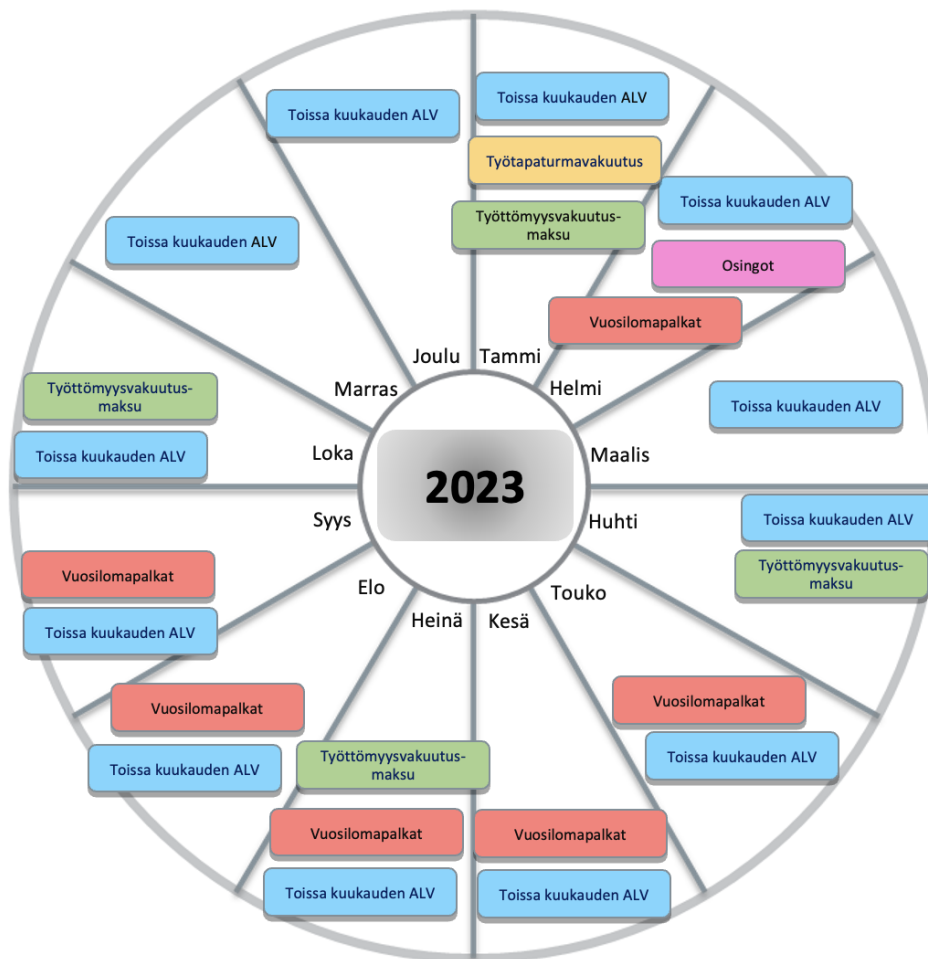 Toissa kuukauden ALV
Työtapaturmavakuutus
Työttömyysvakuutus-
maksu
Tammi
Toissa kuukauden ALV
Osingot
Vuosilomapalkat
Helmi
Toissa kuukauden ALV
Maalis
Toissa kuukauden ALV
Työttömyysvakuutus-
maksu
Huhti
Touko
Vuosilomapalkat
Toissa kuukauden ALV
Kesä
Vuosilomapalkat
Toissa kuukauden ALV
Heinä
Työttömyysvakuutus-
maksu
Vuosilomapalkat
Toissa kuukauden ALV
Elo
Vuosilomapalkat
Toissa kuukauden ALV
Syys
Vuosilomapalkat
Toissa kuukauden ALV
Loka
Työttömyysvakuutus-
maksu
Toissa kuukauden ALV
Marras
Toissa kuukauden ALV
Joulu
Toissa kuukauden ALV
2023